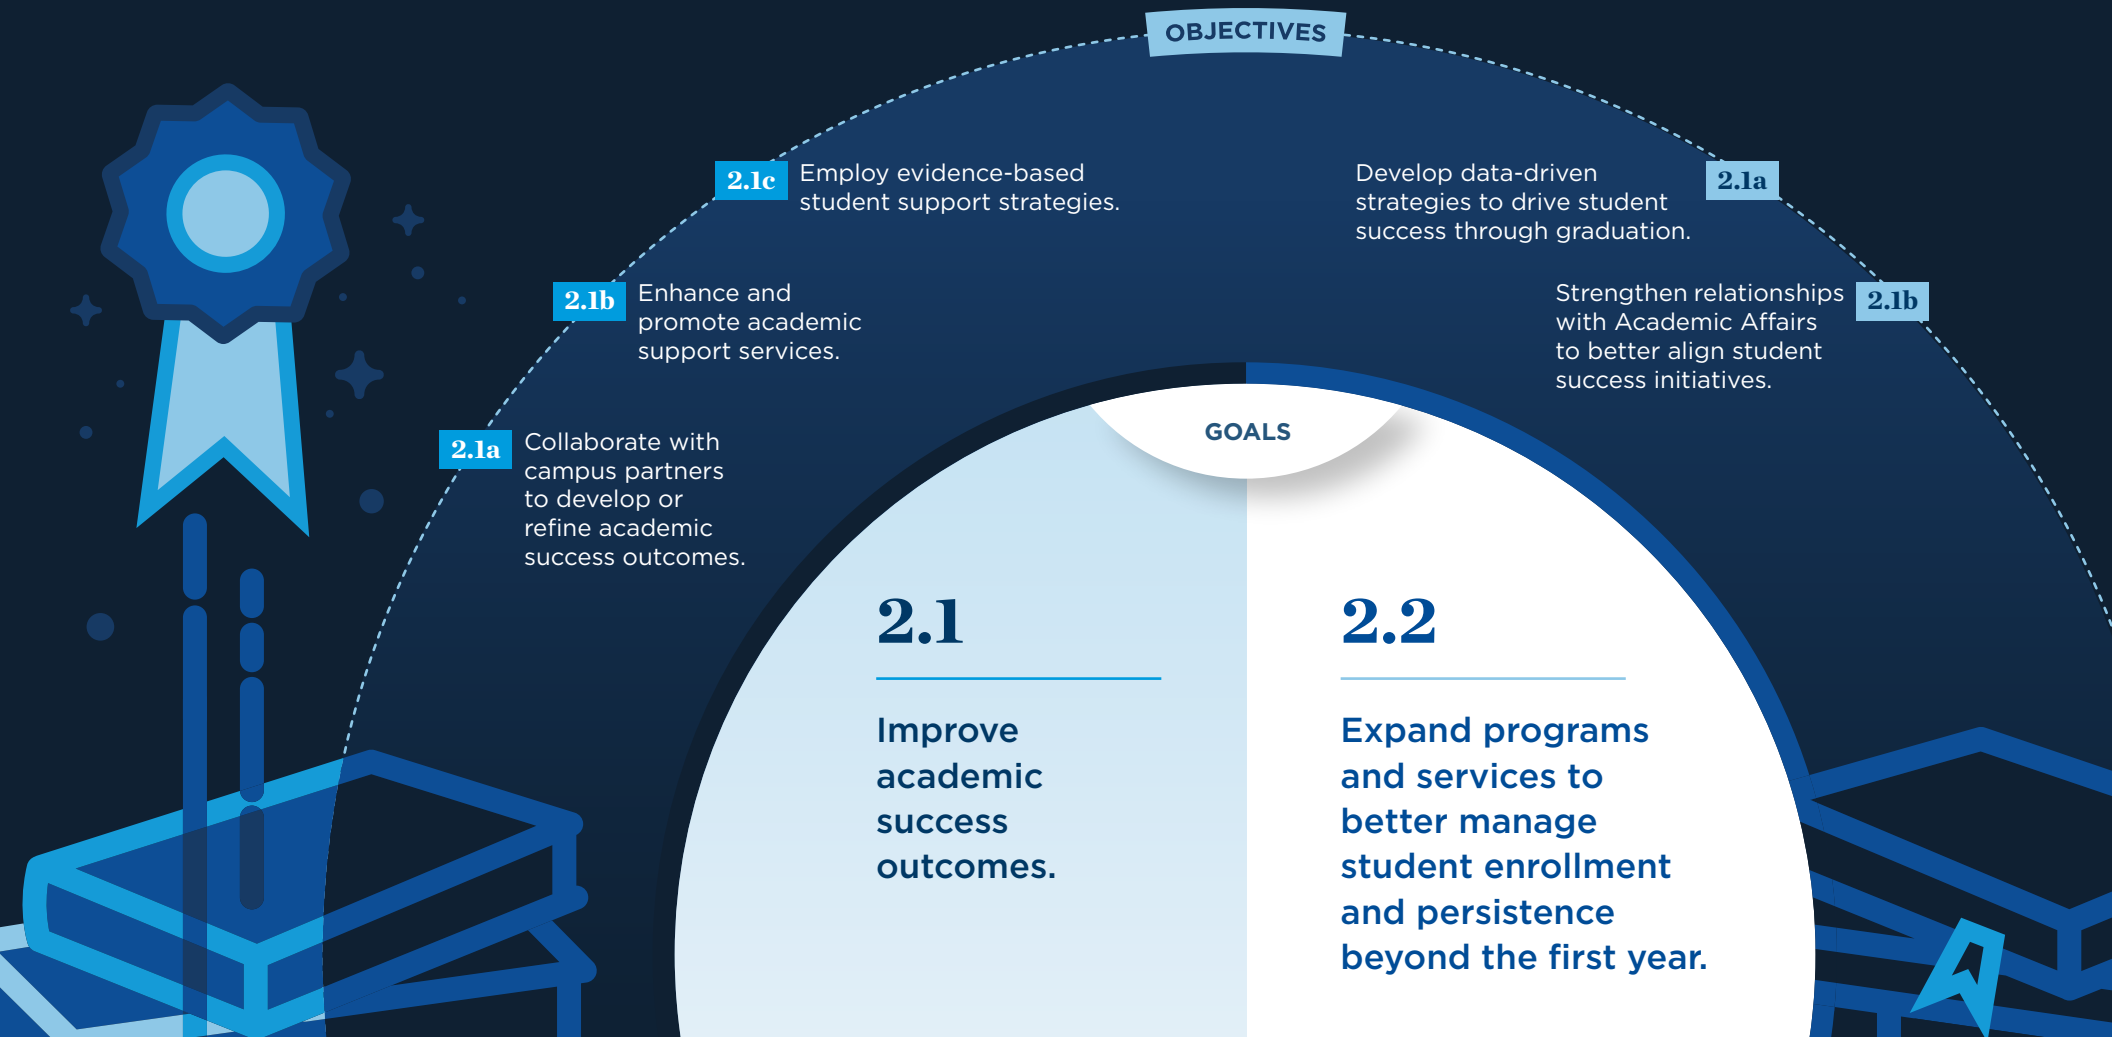 OBJECTIVES
2.1c
Employ evidence-based
student support strategies.
2.1b
Enhance and
promote academic
support services.
2.1a
Collaborate with
campus partners
to develop or
refine academic
success outcomes.
Develop data-driven
strategies to drive student
success through graduation.
2.1a
Strengthen relationships
with Academic Affairs
to better align student
success initiatives.
2.1b
GOALS
2.1
Improve
academic
success
outcomes.
2.2
Expand programs
and services to
better manage
student enrollment
and persistence
beyond the first year.